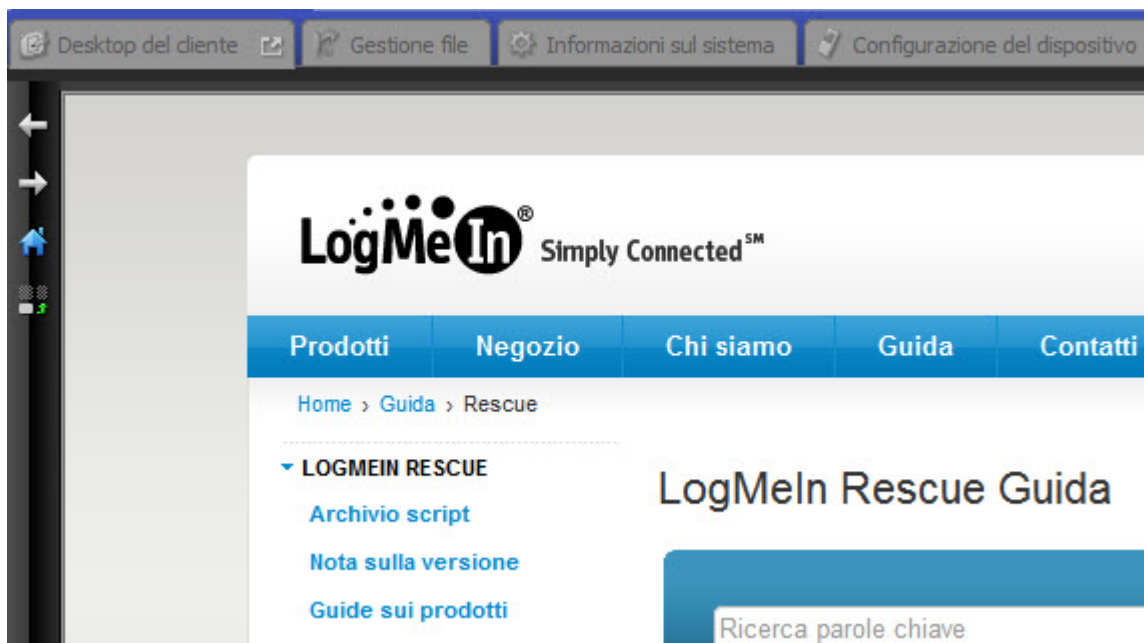 Desktop del cliente Gestione file Informazioni sul sistema Configurazione del dispositivo
LogMeIn® Simply Connected℠
Prodotti Negozio Chi siamo Guida Contatti
Home › Guida › Rescue
LOGMEIN RESCUE
LogMeIn Rescue Guida
Archivio script
Nota sulla versione
Guide sui prodotti
Ricerca parole chiave